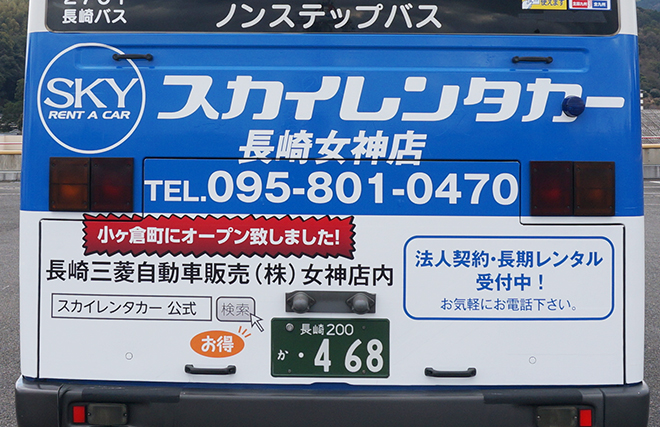 長崎バス
ノンステップバス
SKY
RENT A CAR
スカイレンタカー
長崎女神店
TEL.095-801-0470
小ヶ倉町にオープン致しました!
長崎三菱自動車販売(株)女神店内
スカイレンタカー 公式
検索
お得
法人契約・長期レンタル
受付中!
お気軽にお電話下さい。
長崎 200
か・468